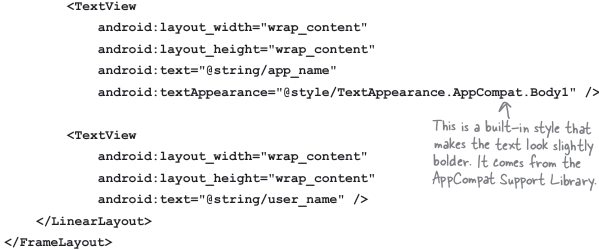 <TextView
android:layout_width="wrap_content"
android:layout_height="wrap_content"
android:text="@string/app_name"
android:textAppearance="@style/TextAppearance.AppCompat.Body1" />
This is a built-in style that
makes the text look slightly
bolder. It comes from the
AppCompat Support Library.
<TextView
android:layout_width="wrap_content"
android:layout_height="wrap_content"
android:text="@string/user_name" />
</LinearLayout>
</FrameLayout>